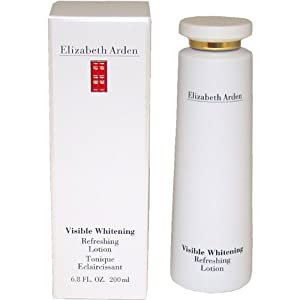 Elizabeth Arden
Visible Whitening
Refreshing
Lotion
Tonique
Eclaircissant
6.8 FL. OZ. 200 ml
Elizabeth Arden
Visible Whitening
Refreshing
Lotion